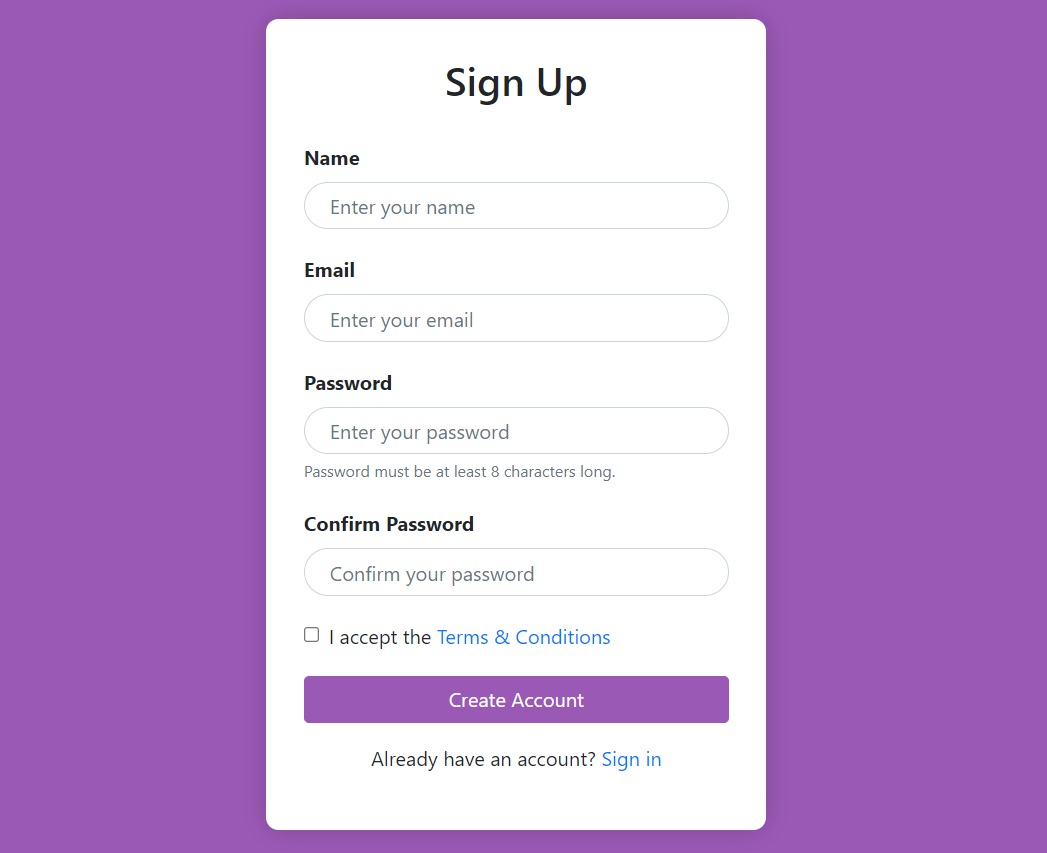 Sign Up
Name
Enter your name
Email
Enter your email
Password
Enter your password
Password must be at least 8 characters long.
Confirm Password
Confirm your password
I accept the Terms & Conditions
Create Account
Already have an account? Sign in